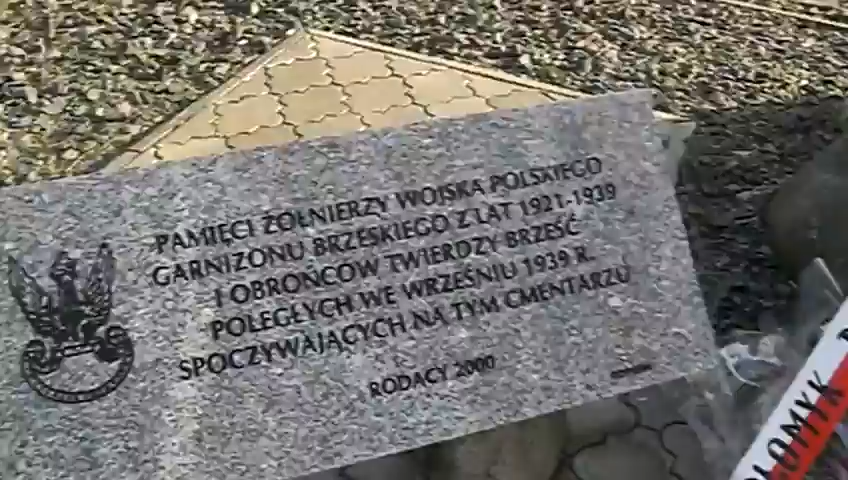 PAMIĘCI ŻOŁNIERZY WOJSKA POLSKIEGO
GARNIZONU BRZESKIEGO Z LAT 1921-1939
I OBROŃCÓW TWIERDZY BRZEŚĆ
POLEGŁYCH WE WRZEŚNIU 1939 R.
SPOCZYWAJĄCYCH NA TYM CMENTARZU
RODACY 2000